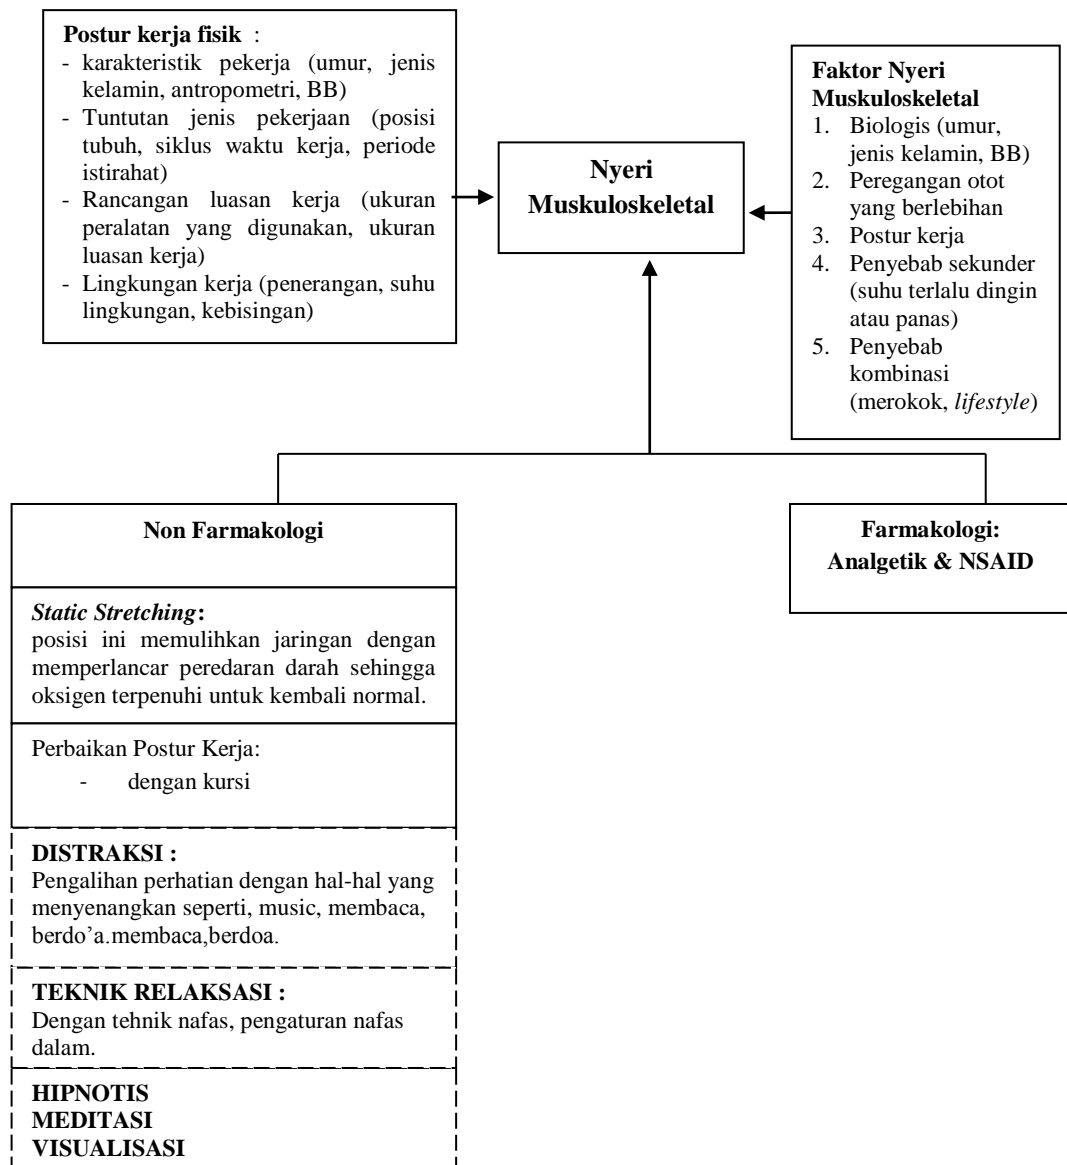 Postur kerja fisik :
- karakteristik pekerja (umur, jenis
kelamin, antropometri, BB)
- Tuntutan jenis pekerjaan (posisi
tubuh, siklus waktu kerja, periode
istirahat)
- Rancangan luasan kerja (ukuran
peralatan yang digunakan, ukuran
luasan kerja)
- Lingkungan kerja (penerangan, suhu
lingkungan, kebisingan)
Nyeri
Muskuloskeletal
Faktor Nyeri
Muskuloskeletal
1. Biologis (umur,
jenis kelamin, BB)
2. Peregangan otot
yang berlebihan
3. Postur kerja
4. Penyebab sekunder
(suhu terlalu dingin
atau panas)
5. Penyebab
kombinasi
(merokok, lifestyle)
Non Farmakologi
Static Stretching:
posisi ini memulihkan jaringan dengan
memperlancar peredaran darah sehingga
oksigen terpenuhi untuk kembali normal.
Perbaikan Postur Kerja:
- dengan kursi
DISTRAKSI :
Pengalihan perhatian dengan hal-hal yang
menyenangkan seperti, music, membaca,
berdo’a.membaca,berdoa.
TEKNIK RELAKSASI :
Dengan tehnik nafas, pengaturan nafas
dalam.
HIPNOTIS
MEDITASI
VISUALISASI
Farmakologi:
Analgetik & NSAID